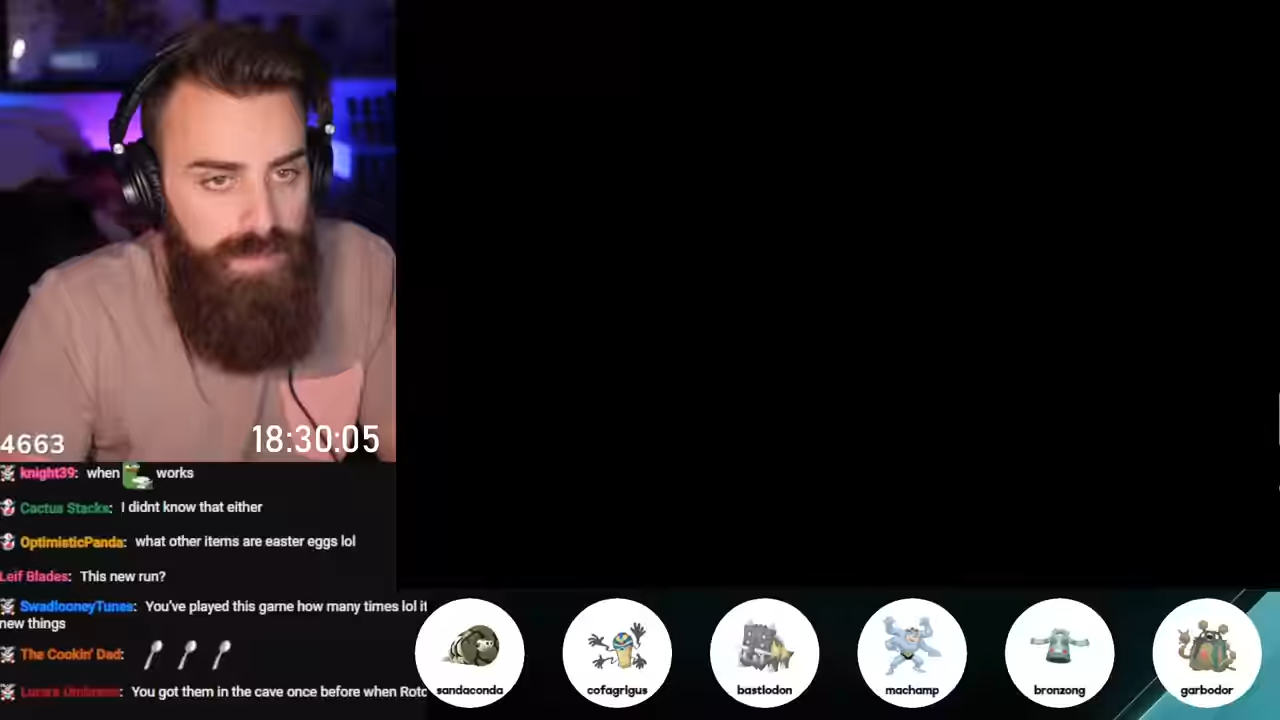 4663
18:30:05
knight39: when works
Cactus Stacks: I didnt know that either
OptimisticPanda: what other items are easter eggs lol
Leif Blades: This new run?
SwadlooneyTunes: You've played this game how many times lol it
new things
The Cookin' Dad:
You got them in the cave once before when Roto
sandaconda
cofagrigus
bastiodon
machamp
bronzong
garbodor